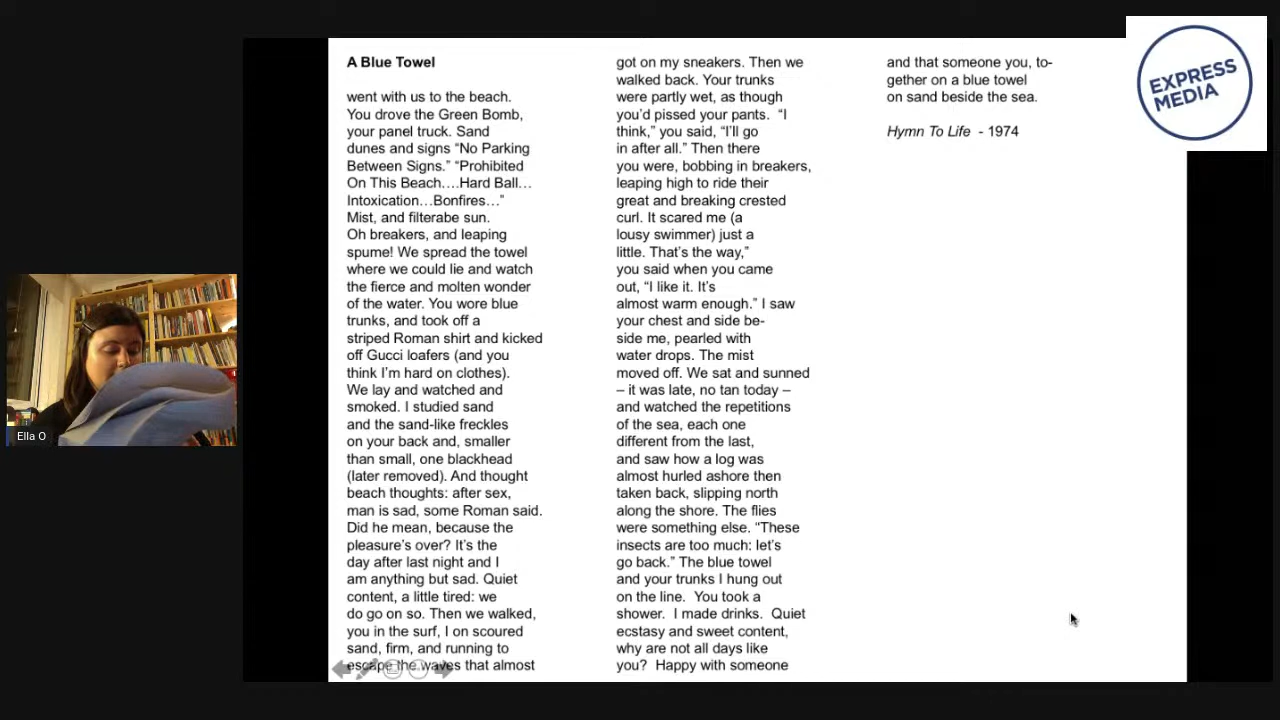 A Blue Towel
went with us to the beach.
You drove the Green Bomb,
your panel truck. Sand
dunes and signs “No Parking
Between Signs.” “Prohibited
On This Beach….Hard Ball…
Intoxication…Bonfires…”
Mist, and filterabe sun.
Oh breakers, and leaping
spume! We spread the towel
where we could lie and watch
the fierce and molten wonder
of the water. You wore blue
trunks, and took off a
striped Roman shirt and kicked
off Gucci loafers (and you
think I’m hard on clothes).
We lay and watched and
smoked. I studied sand
and the sand-like freckles
on your back and, smaller
than small, one blackhead
(later removed). And thought
beach thoughts: after sex,
man is sad, some Roman said.
Did he mean, because the
pleasure’s over? It’s the
day after last night and I
am anything but sad. Quiet
content, a little tired: we
do go on so. Then we walked,
you in the surf, I on scoured
sand, firm, and running to
escape the waves that almost
got on my sneakers. Then we
walked back. Your trunks
were partly wet, as though
you’d pissed your pants.  “I
think,” you said, “I’ll go
in after all.” Then there
you were, bobbing in breakers,
leaping high to ride their
great and breaking crested
curl. It scared me (a
lousy swimmer) just a
little. That’s the way,”
you said when you came
out, “I like it. It’s
almost warm enough.” I saw
your chest and side be-
side me, pearled with
water drops. The mist
moved off. We sat and sunned
– it was late, no tan today –
and watched the repetitions
of the sea, each one
different from the last,
and saw how a log was
almost hurled ashore then
taken back, slipping north
along the shore. The flies
were something else. “These
insects are too much: let’s
go back.” The blue towel
and your trunks I hung out
on the line.  You took a
shower.  I made drinks.  Quiet
ecstasy and sweet content,
why are not all days like
you?  Happy with someone
and that someone you, to-
gether on a blue towel
on sand beside the sea.
Hymn To Life  - 1974
EXPRESS
MEDIA
Ella O